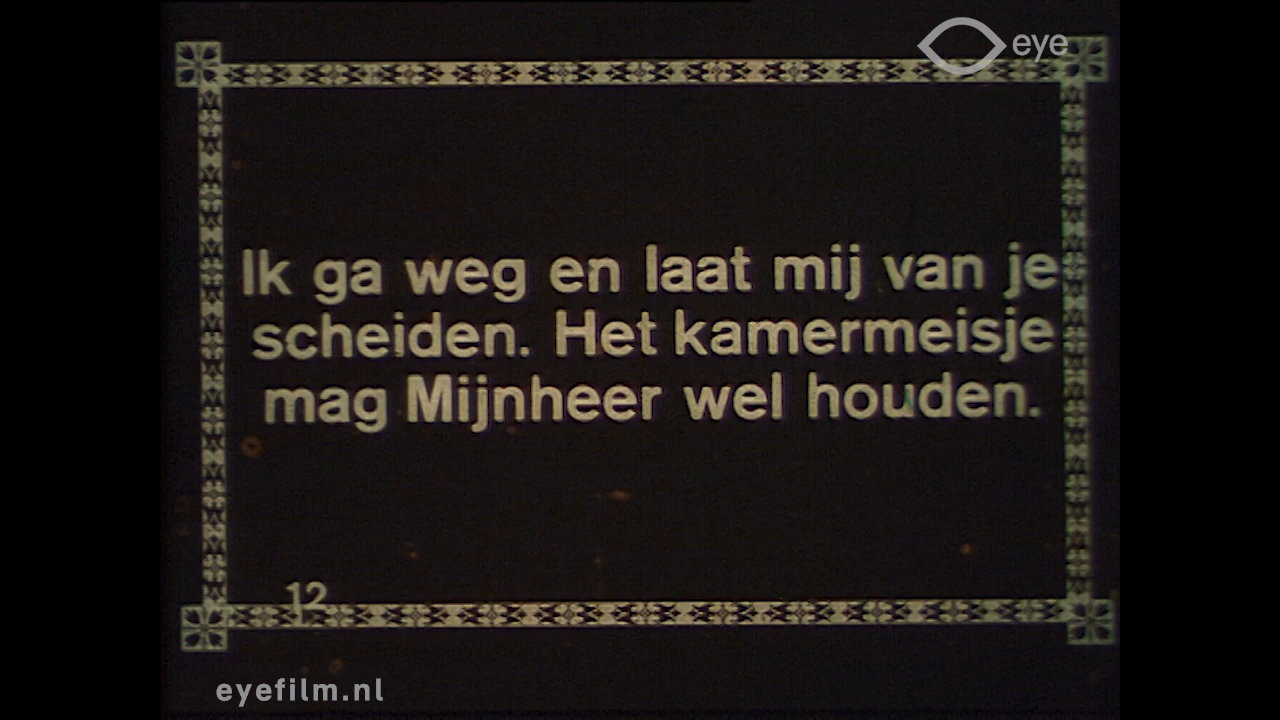 eye
Ik ga weg en laat mij van je
scheiden. Het kamermeisje
mag Mijnheer wel houden.
12
eyefilm.nl